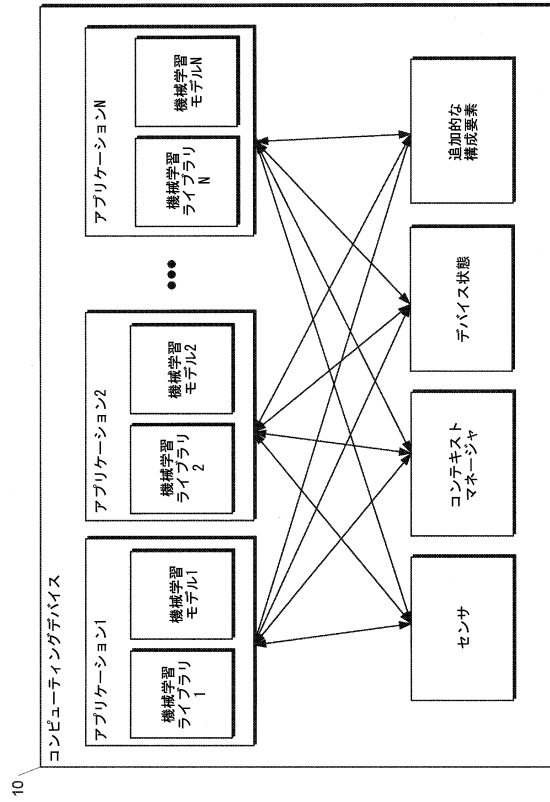 10
コンピューティングデバイス
アプリケーション1
機械学習
ライブラリ
1
機械学習
モデル1
アプリケーション2
機械学習
ライブラリ
2
機械学習
モデル2
アプリケーションN
機械学習
ライブラリ
N
機械学習
モデルN
センサ
コンテキスト
マネージャ
デバイス状態
追加的な
構成要素